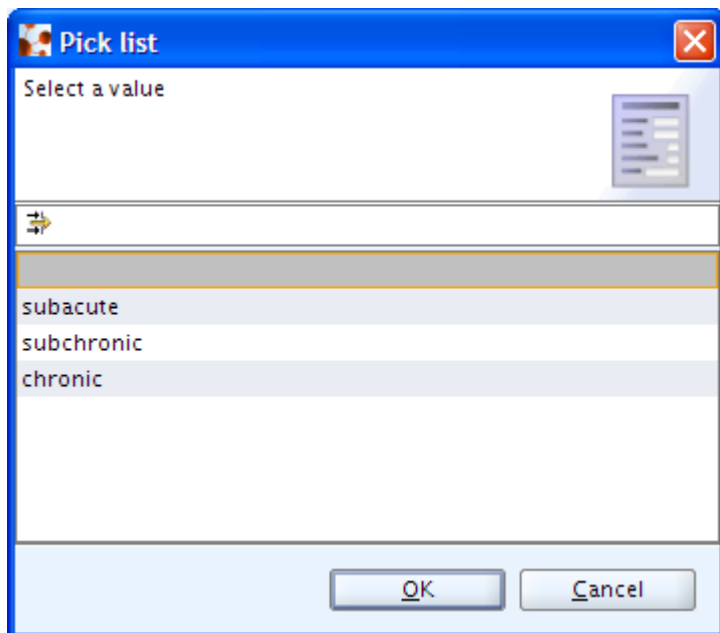 Pick list
Select a value
subacute
subchronic
chronic
OK
Cancel